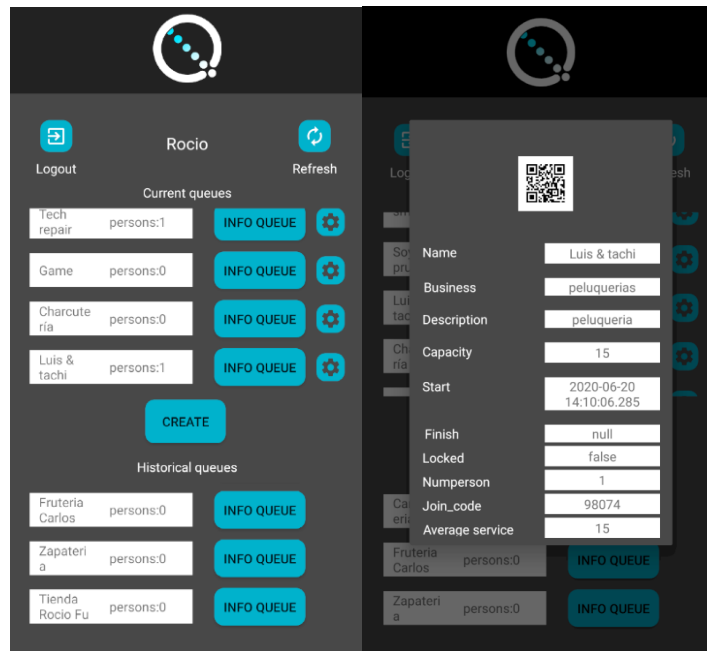 Rocio
Logout
Refresh
Current queues
Tech
repair
persons:1
INFO QUEUE
Game
persons:0
INFO QUEUE
Charcute
ría
persons:0
INFO QUEUE
Luis &
tachi
persons:1
INFO QUEUE
CREATE
Historical queues
Fruteria
Carlos
persons:0
INFO QUEUE
Zapateri
a
persons:0
INFO QUEUE
Tienda
Rocio Fu
persons:0
INFO QUEUE
Name
Luis & tachi
Business
peluquerias
Description
peluqueria
Capacity
15
Start
2020-06-20
14:10:06.285
Finish
null
Locked
false
Numperson
1
Join_code
98074
Average service
15
Fruteria
Carlos
persons:0
INFO QUEUE
Zapateri
a
persons:0
INFO QUEUE